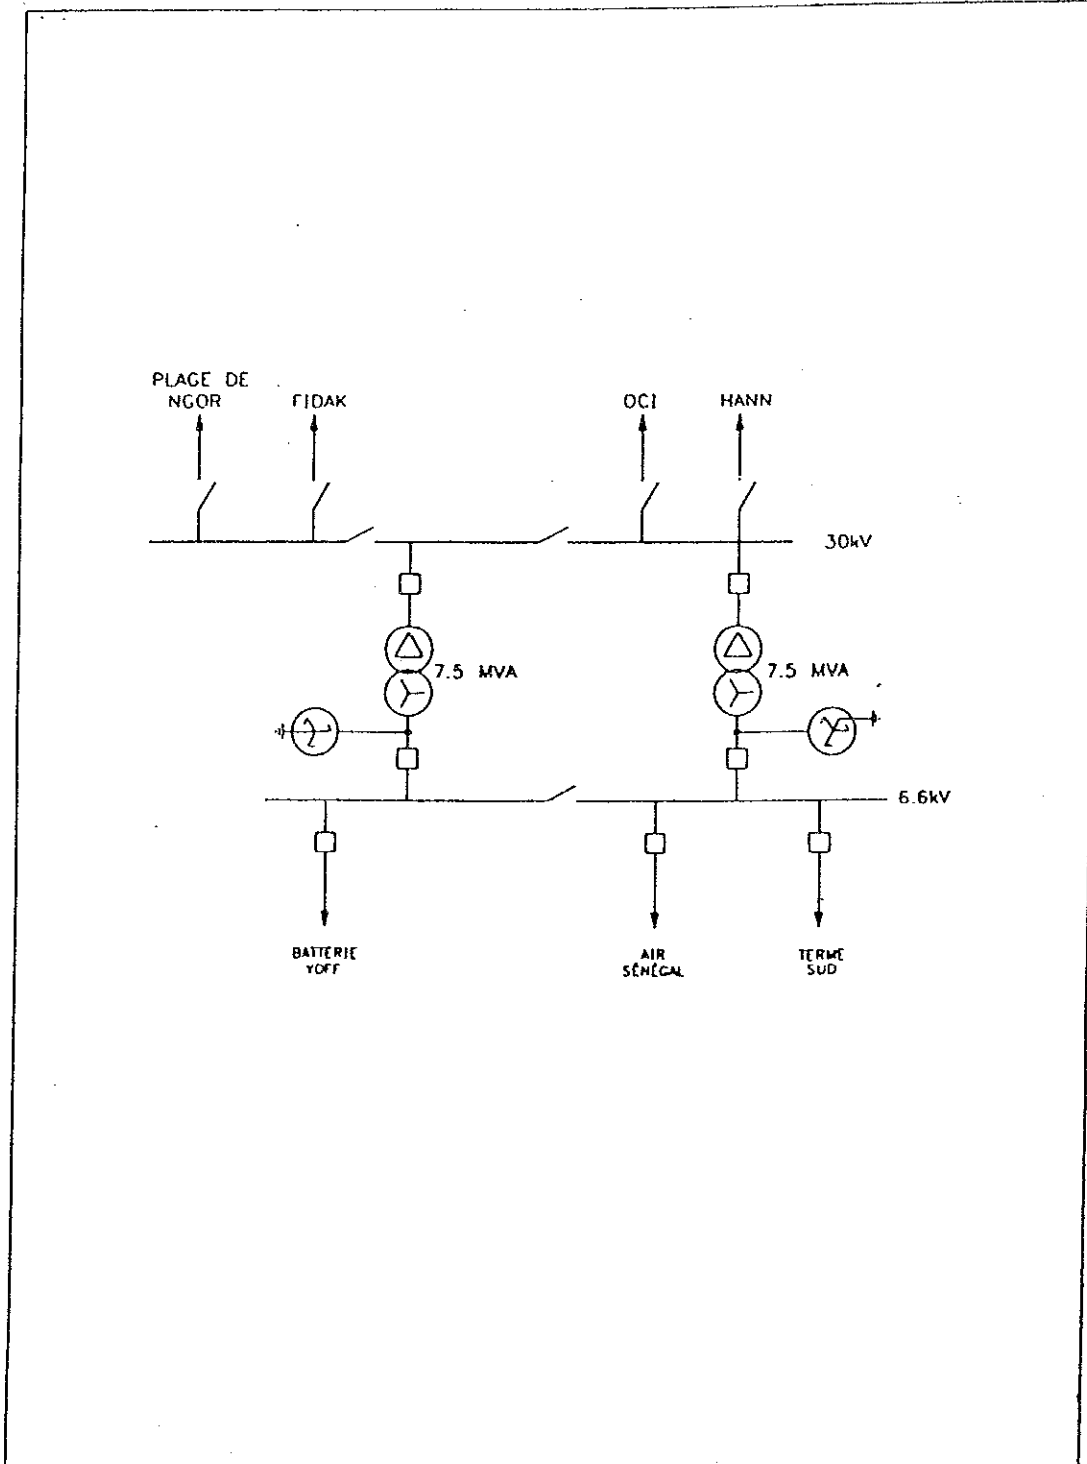 PLAGE DE
NGOR
FIDAK
OCI
HANN
30kV
7.5 MVA
7.5 MVA
6.6kV
BATTERIE
YOFF
AIR
SÉNÉGAL
TERME
SUD